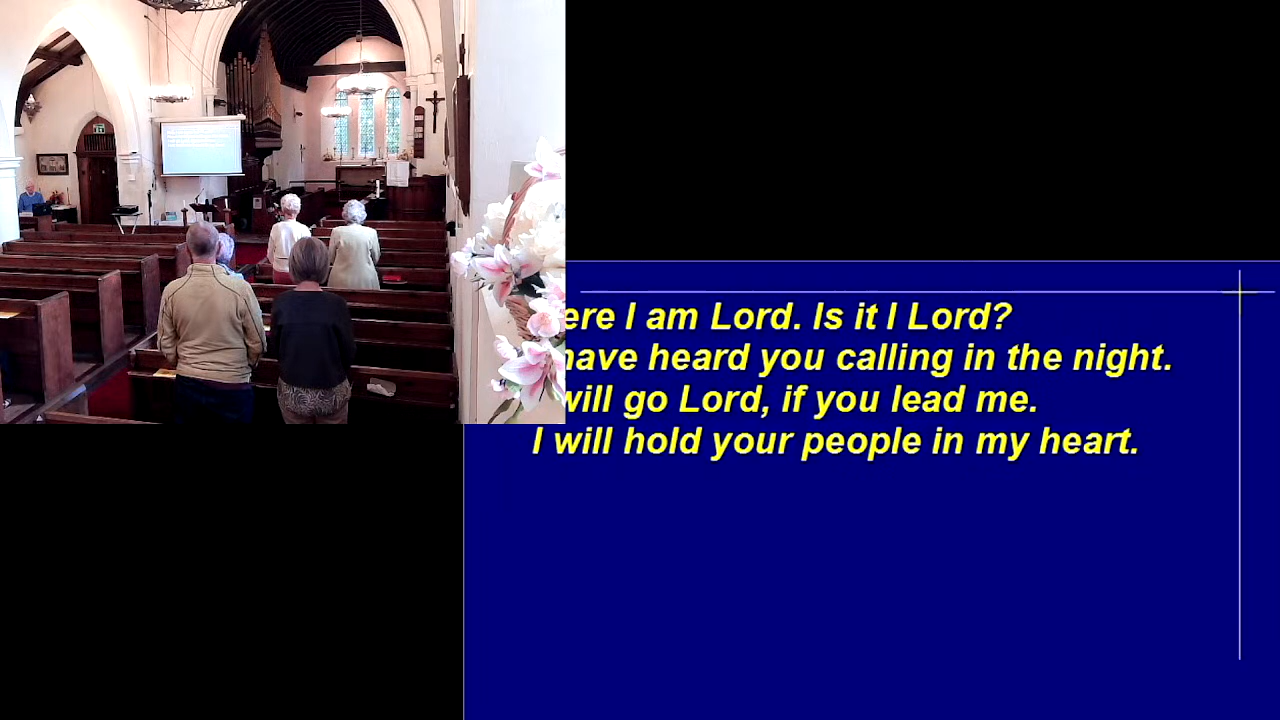 ere I am Lord. Is it I Lord?
have heard you calling in the night.
will go Lord, if you lead me.
I will hold your people in my heart.